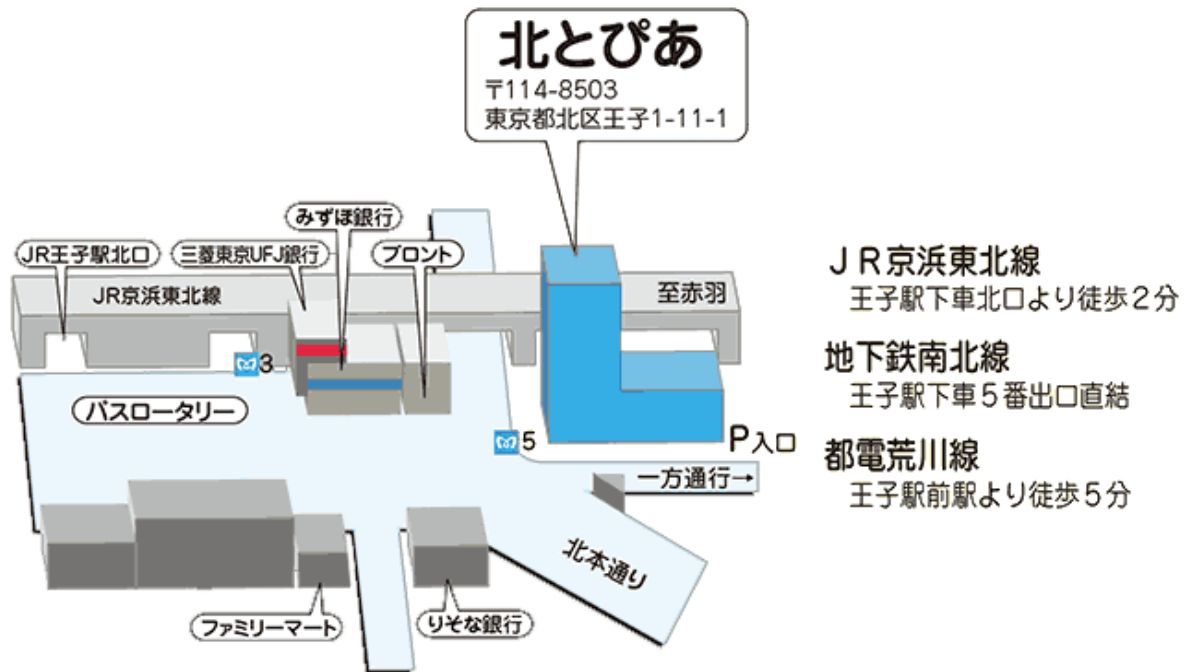 北とぴあ
〒114-8503
東京都北区王子1-11-1
みずほ銀行
JR王子駅北口
三菱東京UFJ銀行
プロント
JR京浜東北線
至赤羽
3
バスロータリー
5
P入口
一方通行→
北本通り
ファミリーマート
りそな銀行
JR京浜東北線
王子駅下車北口より徒歩2分
地下鉄南北線
王子駅下車5番出口直結
都電荒川線
王子駅前駅より徒歩5分